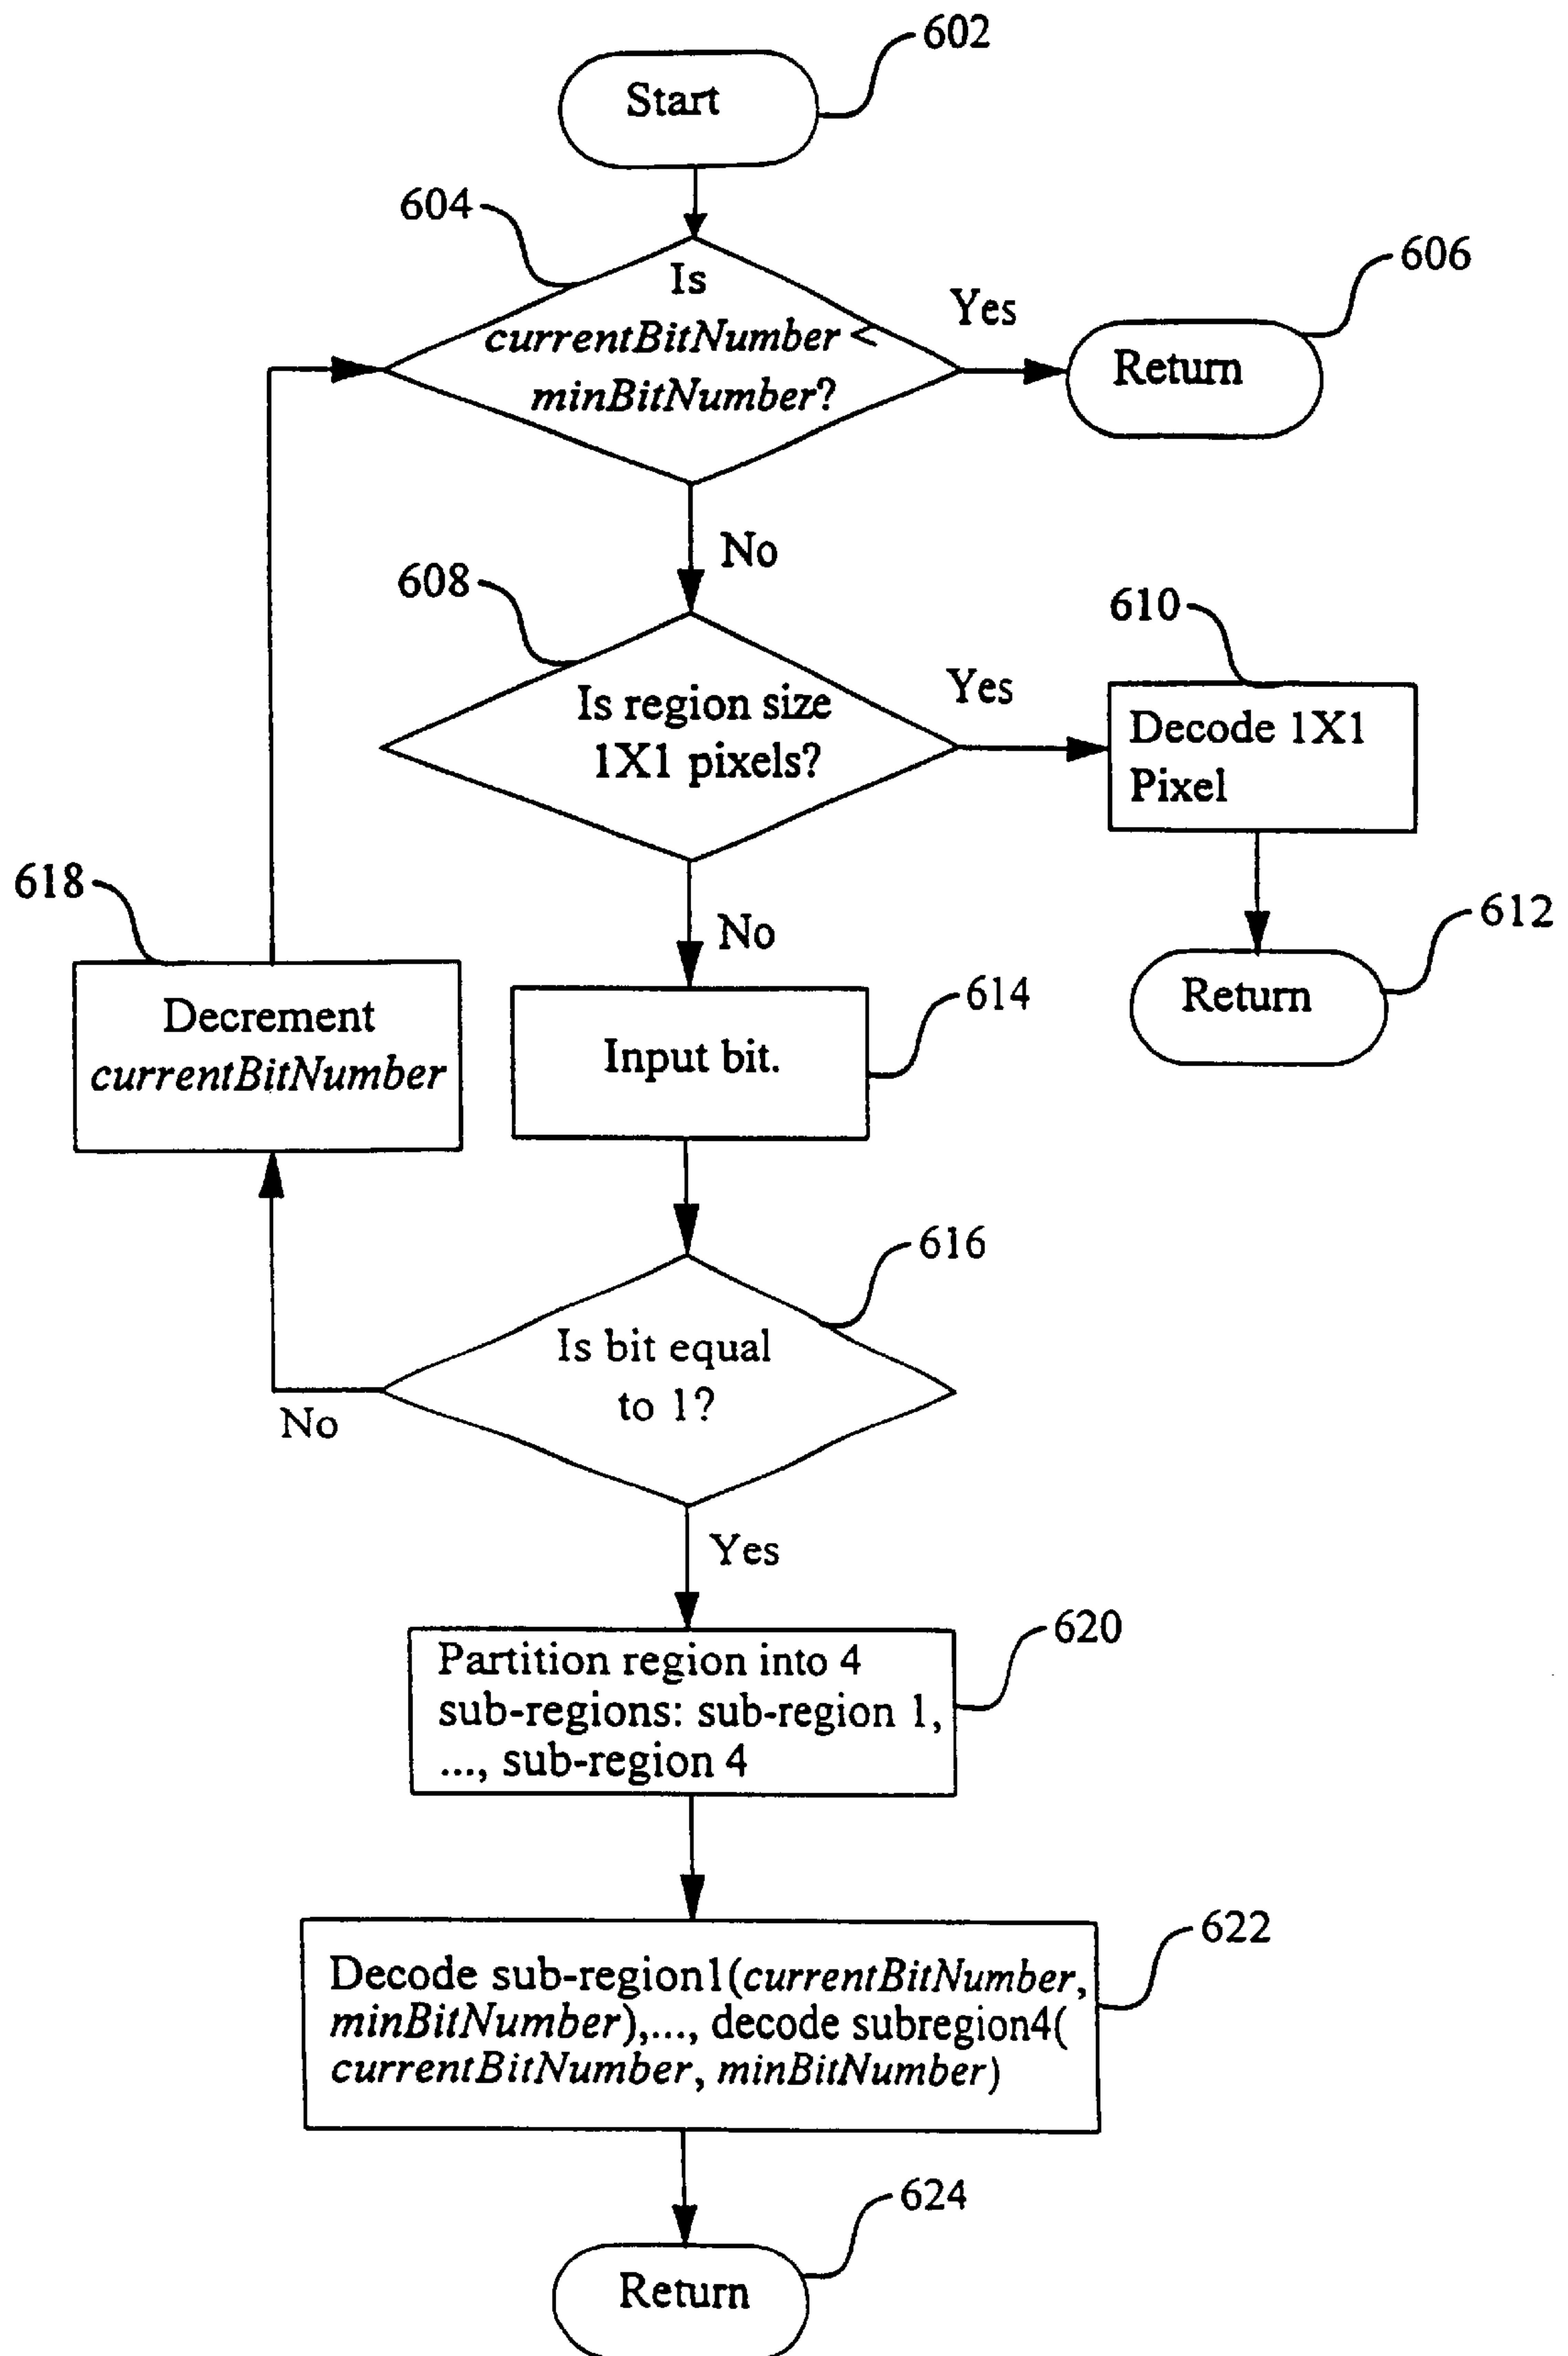 602
Start
604
Is
currentBitNumber <
minBitNumber?
Yes
606
Return
No
608
Is region size
1X1 pixels?
Yes
610
Decode 1X1
Pixel
612
Return
No
618
Decrement
currentBitNumber
614
Input bit.
616
Is bit equal
to 1?
No
Yes
620
Partition region into 4
sub-regions: sub-region 1,
..., sub-region 4
622
Decode sub-region1(currentBitNumber,
minBitNumber),..., decode subregion4(
currentBitNumber, minBitNumber)
624
Return